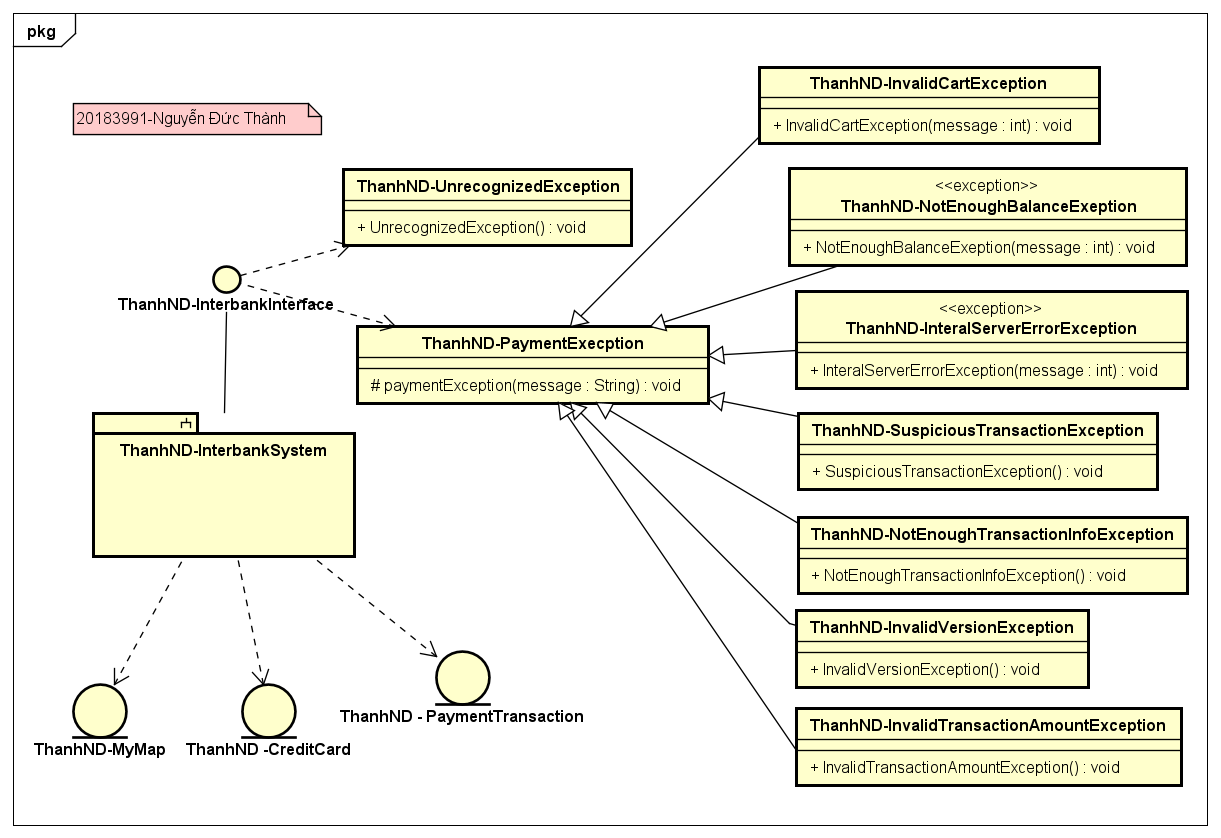 pkg
20183991-Nguyễn Đức Thành
ThanhND-InvalidCartException
+ InvalidCartException(message : int) : void
ThanhND-UnrecognizedException
+ UnrecognizedException() : void
<<exception>>
ThanhND-NotEnoughBalanceExeption
+ NotEnoughBalanceExeption(message : int) : void
ThanhND-InterbankInterface
<<exception>>
ThanhND-InteralServerErrorException
+ InteralServerErrorException(message : int) : void
ThanhND-PaymentExecption
# paymentException(message : String) : void
ThanhND-SuspiciousTransactionException
+ SuspiciousTransactionException() : void
ThanhND-InterbankSystem
ThanhND-NotEnoughTransactionInfoException
+ NotEnoughTransactionInfoException() : void
ThanhND-InvalidVersionException
+ InvalidVersionException() : void
ThanhND-InvalidTransactionAmountException
+ InvalidTransactionAmountException() : void
ThanhND-MyMap
ThanhND -CreditCard
ThanhND - PaymentTransaction